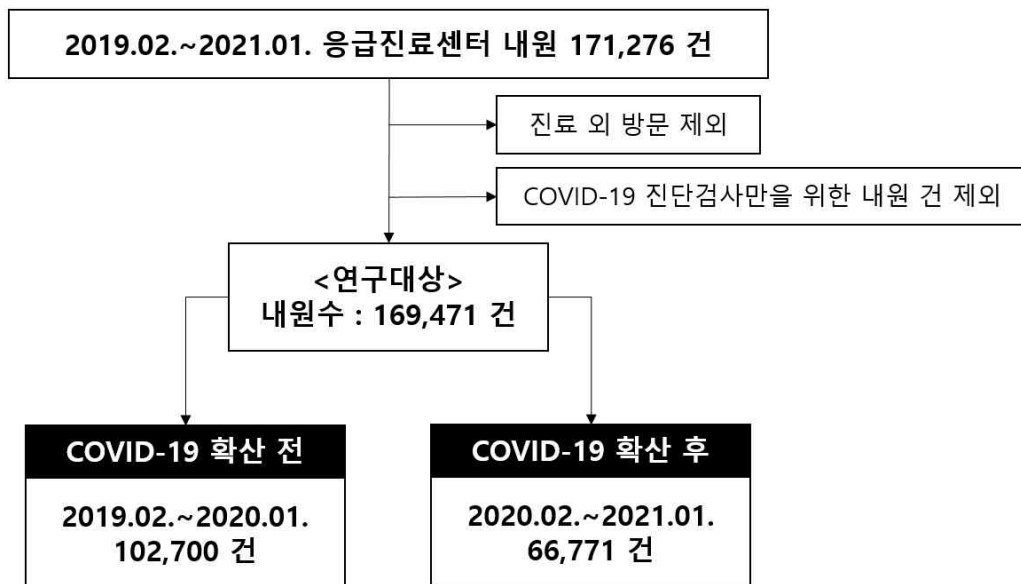 2019.02.~2021.01. 응급진료센터 내원 171,276 건
진료 외 방문 제외
COVID-19 진단검사만을 위한 내원 건 제외
<연구대상>
내원수 : 169,471 건
COVID-19 확산 전
2019.02.~2020.01.
102,700 건
COVID-19 확산 후
2020.02.~2021.01.
66,771 건